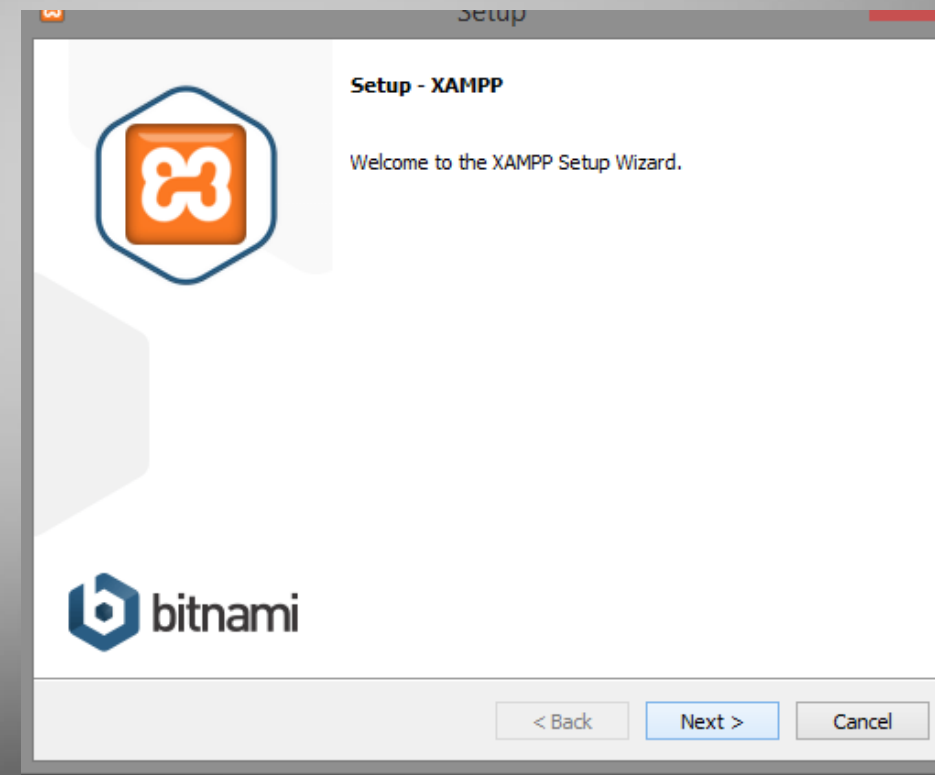 Setup
Setup - XAMPP
Welcome to the XAMPP Setup Wizard.
bitnami
< Back Next > Cancel